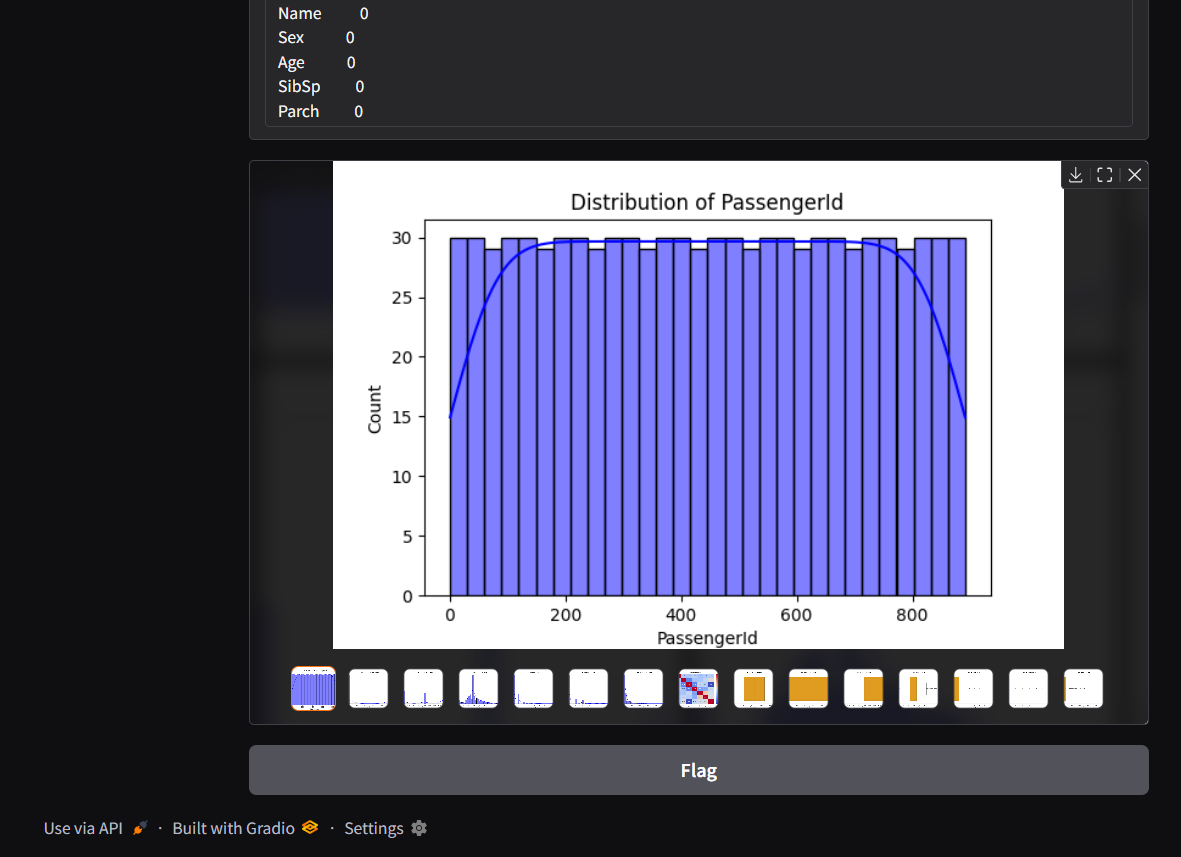 Name 0
Sex 0
Age 0
SibSp 0
Parch 0
Distribution of PassengerId
30
25
20
15
10
5
0
Count
0 200 400 600 800
PassengerId
Flag
Use via API · Built with Gradio · Settings